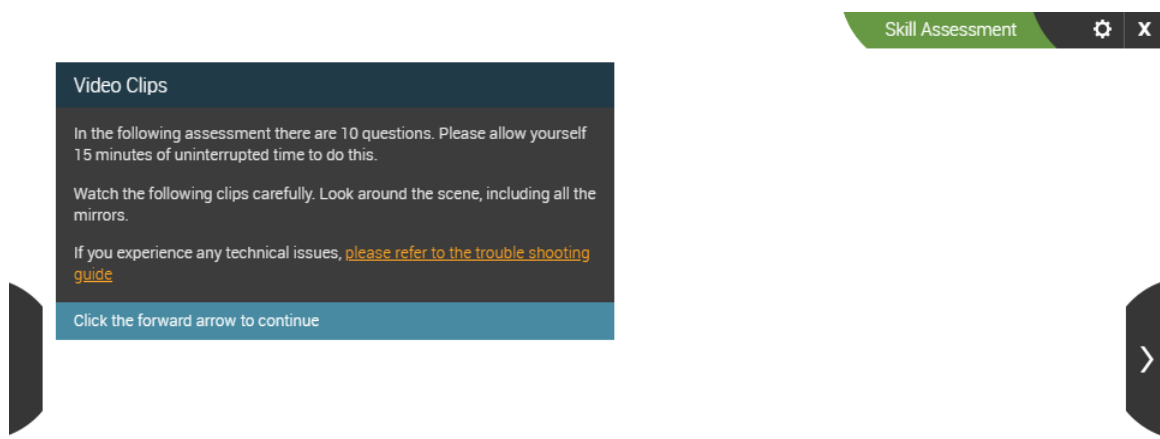 Skill Assessment
X
Video Clips
In the following assessment there are 10 questions. Please allow yourself
15 minutes of uninterrupted time to do this.
Watch the following clips carefully. Look around the scene, including all the
mirrors.
If you experience any technical issues, please refer to the trouble shooting
guide
Click the forward arrow to continue